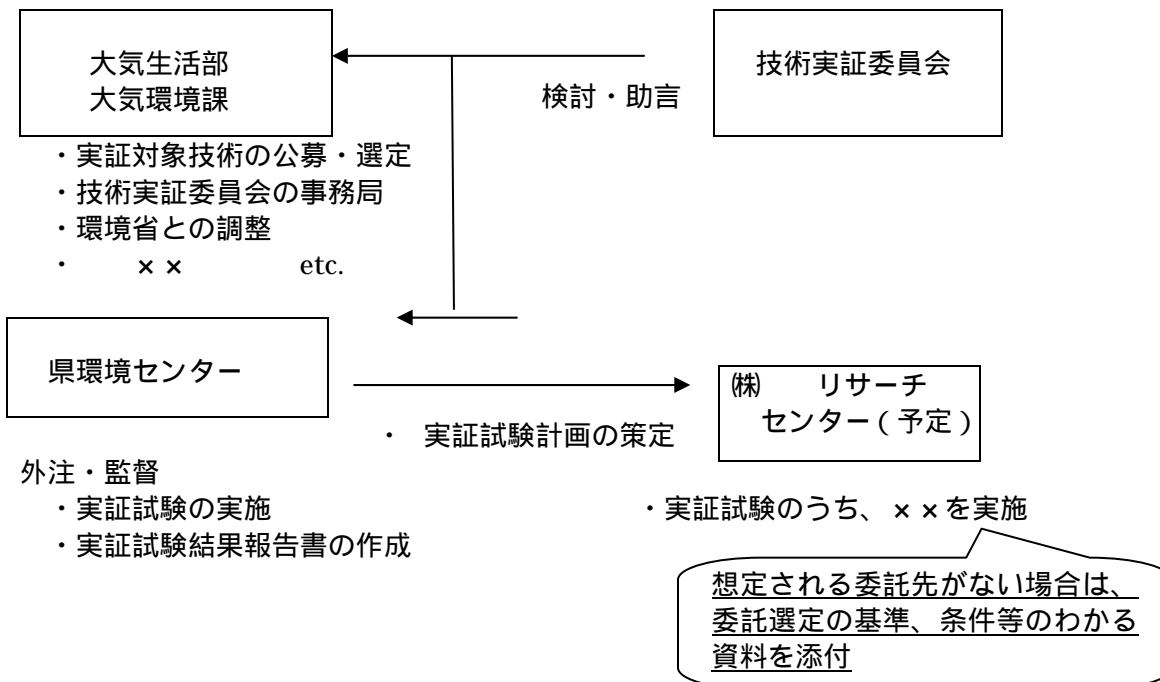 大気生活部
大気環境課
技術実証委員会
検討・助言
・実証対象技術の公募・選定
・技術実証委員会の事務局
・環境省との調整
・　　××　　　　etc.
県環境センター
㈱　　リサーチ
センター(予定)
・　実証試験計画の策定
外注・監督
・実証試験の実施
・実証試験結果報告書の作成
・実証試験のうち、××を実施
想定される委託先がない場合は、
委託選定の基準、条件等のわかる
資料を添付